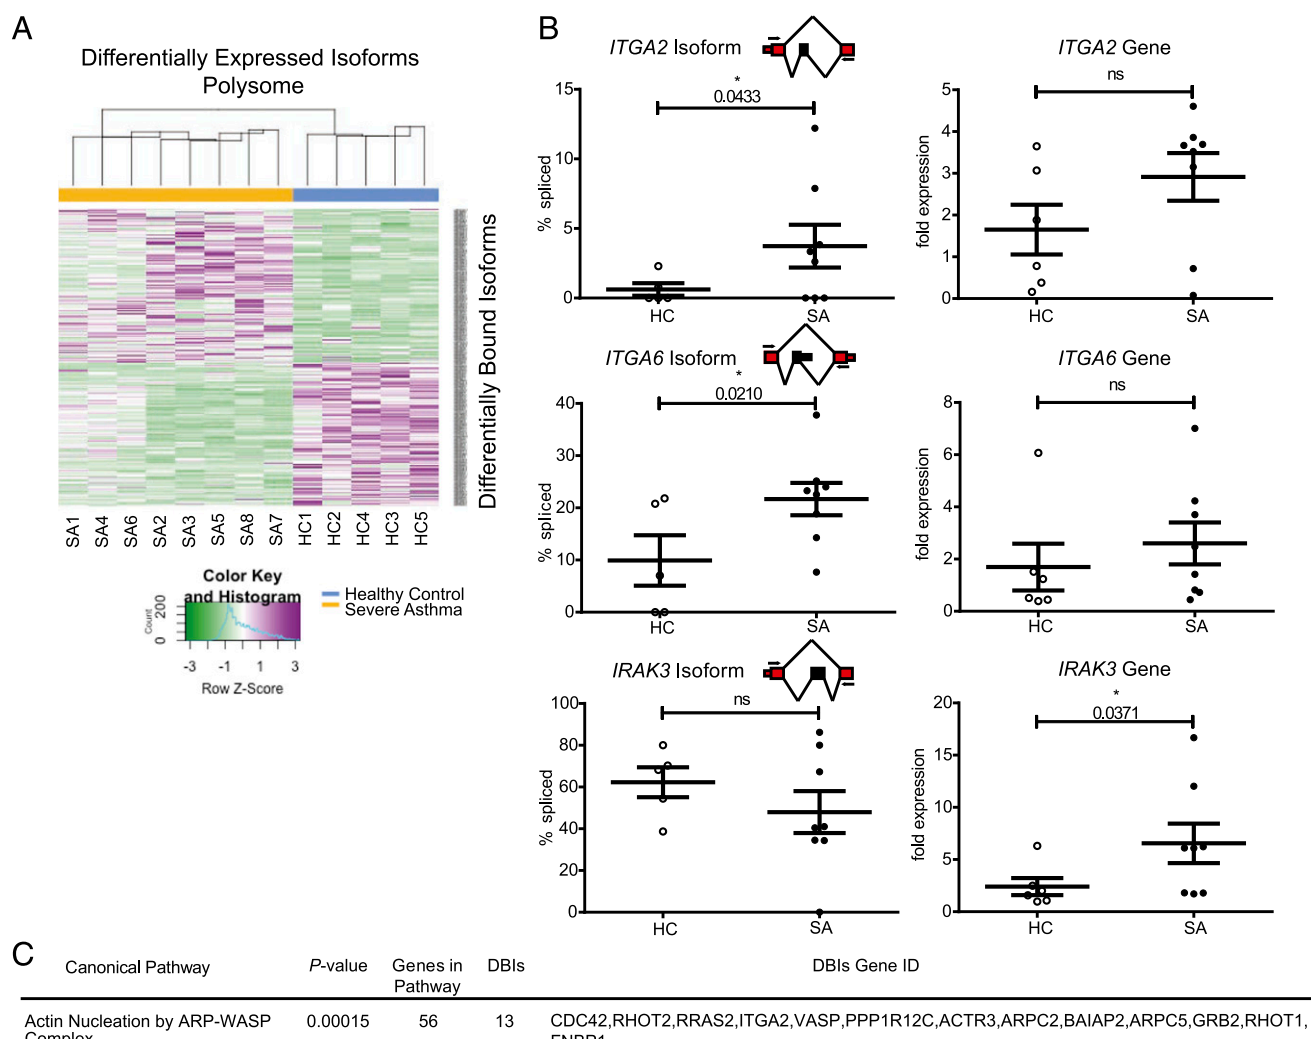 A
Differentially Expressed Isoforms
Polysome
Differentially Bound Isoforms
SA1 SA4 SA6 SA2 SA3 SA5 SA8 SA7 HC1 HC2 HC4 HC3 HC5
Color Key
and Histogram
Count
0 200
-3 -1 1 3
Row Z-Score
Healthy Control
Severe Asthma
B
ITGA2 Isoform
*
0.0433
% spliced
15
10
5
0
HC SA
ITGA2 Gene
ns
fold expression
5
4
3
2
1
0
HC SA
ITGA6 Isoform
*
0.0210
% spliced
40
30
20
10
0
HC SA
ITGA6 Gene
ns
fold expression
8
6
4
2
0
HC SA
IRAK3 Isoform
ns
% spliced
100
80
60
40
20
0
HC SA
IRAK3 Gene
*
0.0371
fold expression
20
15
10
5
0
HC SA
C
Canonical Pathway P-value Genes in DBIs DBIs Gene ID
Pathway
Actin Nucleation by ARP-WASP 0.00015 56 13 CDC42,RHOT2,RRAS2,ITGA2,VASP,PPP1R12C,ACTR3,ARPC2,BAIAP2,ARPC5,GRB2,RHOT1,
Complex